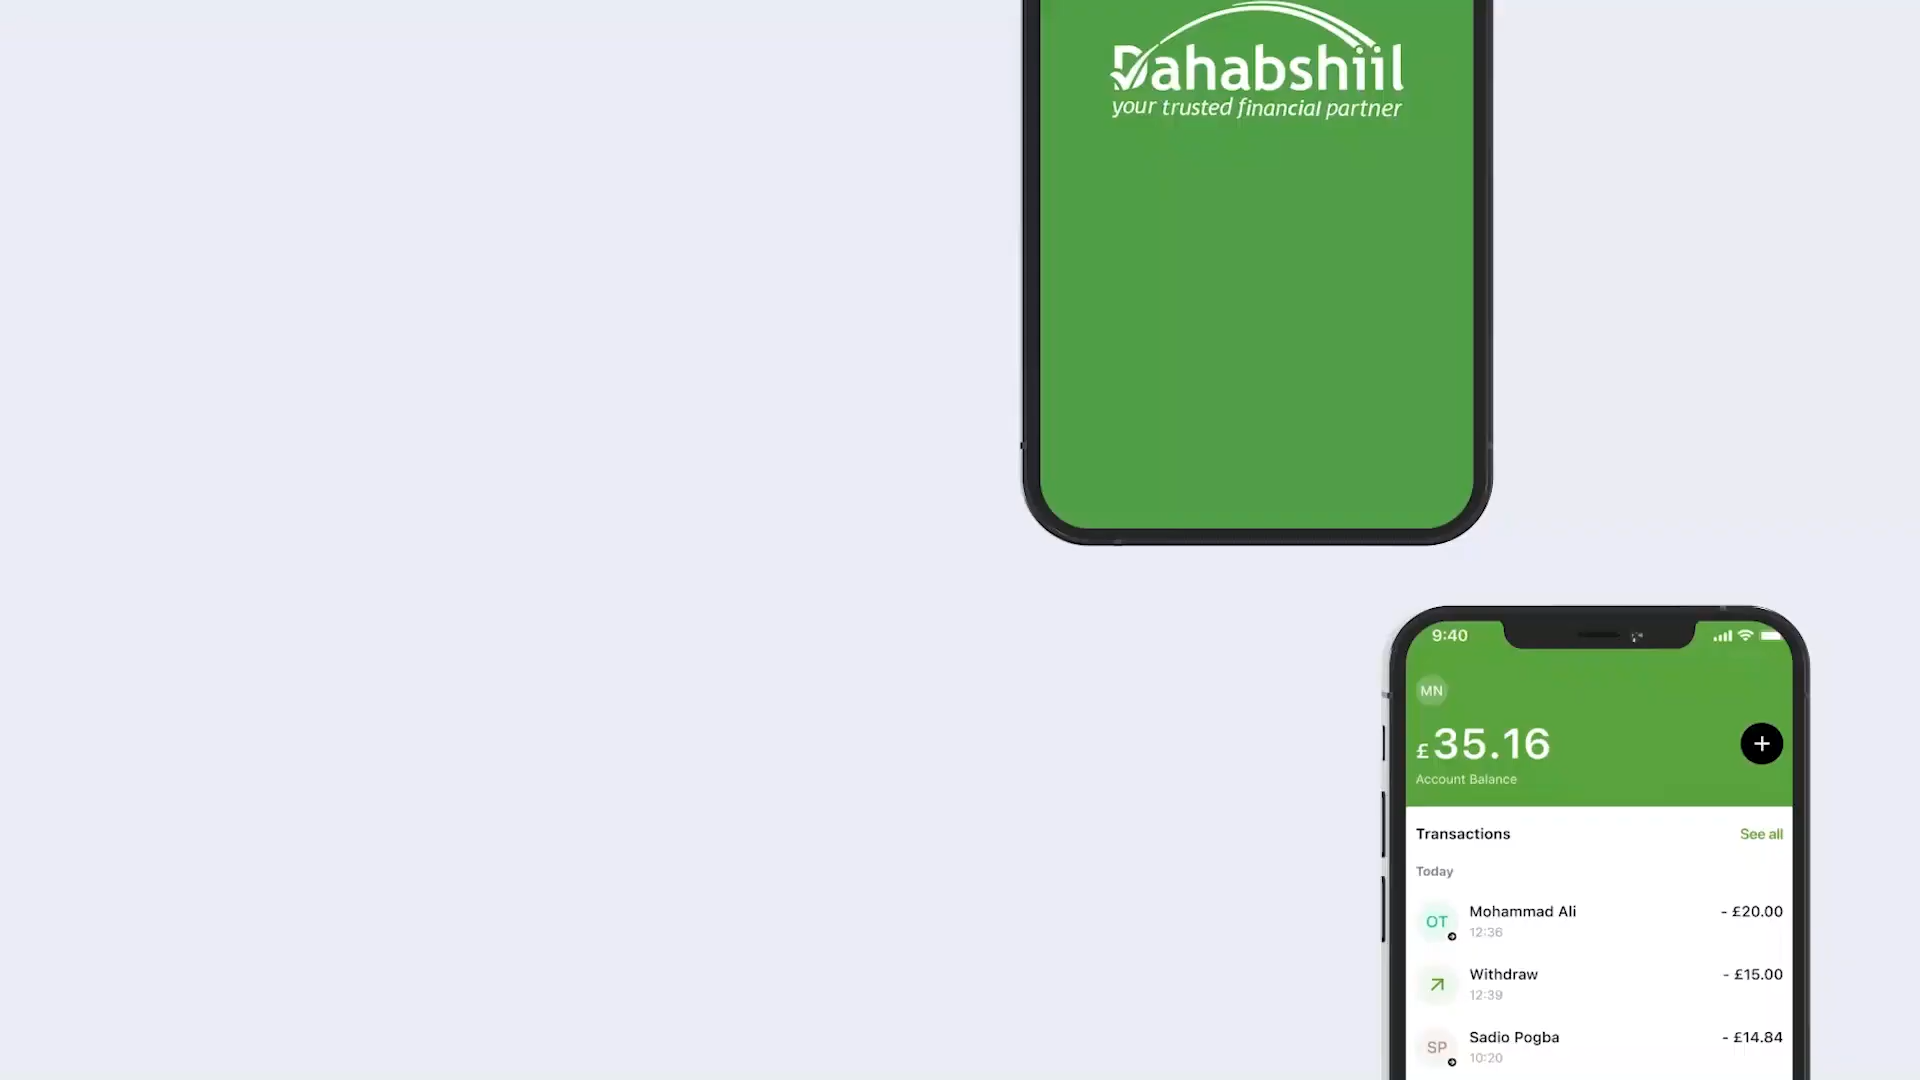 Dahabshiil
your trusted financial partner
9:40
MN
£35.16
Account Balance
Transactions
See all
Today
OT
Mohammad Ali
- £20.00
12:36
Withdraw
- £15.00
12:39
SP
Sadio Pogba
- £14.84
10:20